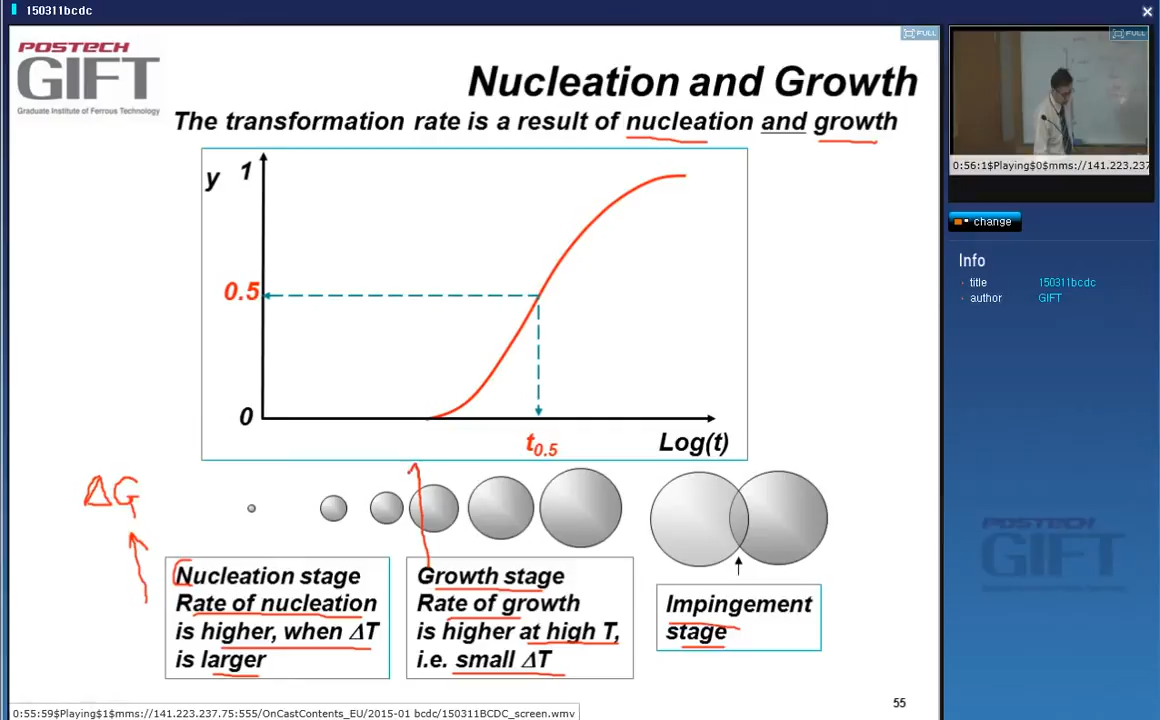 150311bcdc
FULL
POSTECH
GIFT
Graduate Institute of Ferrous Technology
Nucleation and Growth
The transformation rate is a result of nucleation and growth
y
1
0.5
0
t0.5
Log(t)
ΔG
Nucleation stage
Rate of nucleation
is higher, when ΔT
is larger
Growth stage
Rate of growth
is higher at high T,
i.e. small ΔT
Impingement
stage
55
0:55:59$Playing$1$mms://141.223.237.75:555/OnCastContents_EU/2015-01 bcdc/150311BCDC_screen.wmv
FULL
0:56:1$Playing$0$mms://141.223.237
change
Info
title 150311bcdc
author GIFT
POSTECH
GIFT